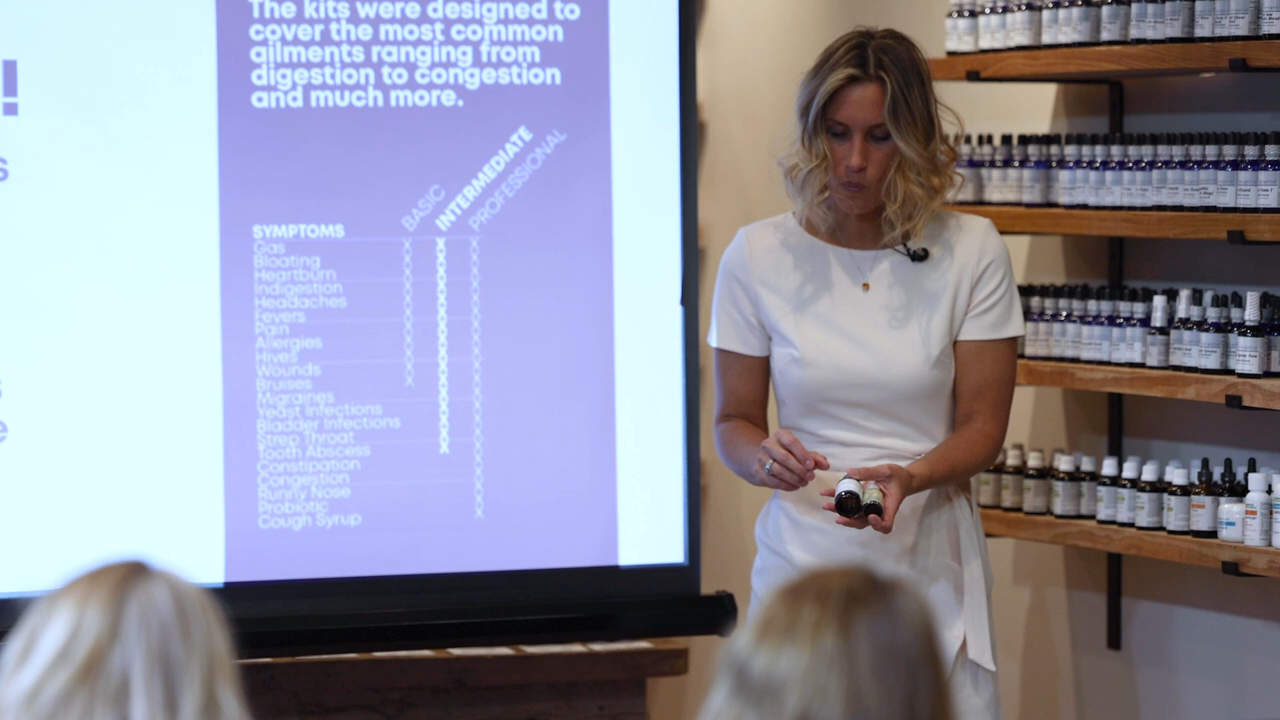 !
s
s
e
The kits were designed to
cover the most common
ailments ranging from
digestion to congestion
and much more.
BASIC
INTERMEDIATE
PROFESSIONAL
SYMPTOMS
Gas X X X
Bloating X X X
Heartburn X X X
Indigestion X X X
Headaches X X X
Fevers X X X
Pain X X X
Allergies X X X
Hives X X X
Wounds X X X
Bruises X X X
Migraines X X
Yeast Infections X X
Bladder Infections X X
Strep Throat X X
Tooth Abscess X X
Constipation X
Congestion X
Runny Nose X
Probiotic X
Cough Syrup X